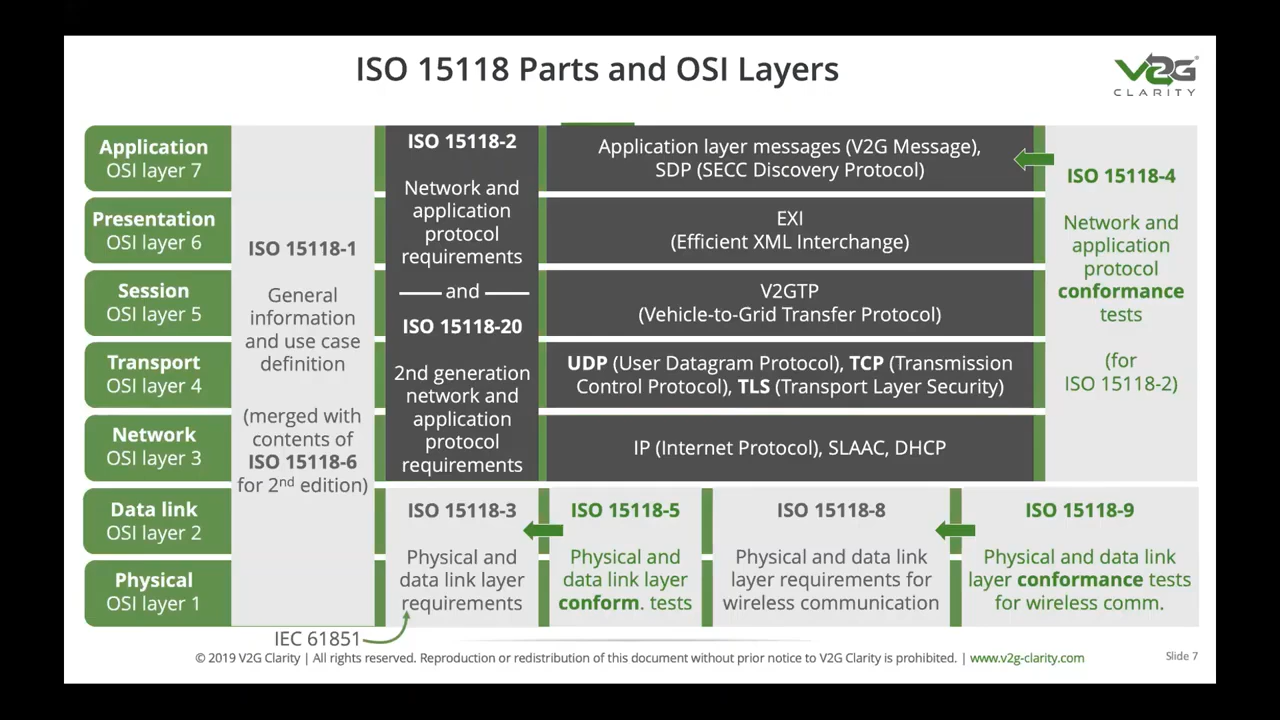 ISO 15118 Parts and OSI Layers
V2G
CLARITY
Application
OSI layer 7
Presentation
OSI layer 6
Session
OSI layer 5
Transport
OSI layer 4
Network
OSI layer 3
Data link
OSI layer 2
Physical
OSI layer 1
ISO 15118-1
General
information
and use case
definition
(merged with
contents of
ISO 15118-6
for 2nd edition)
ISO 15118-2
Network and
application
protocol
requirements
and
ISO 15118-20
2nd generation
network and
application
protocol
requirements
Application layer messages (V2G Message),
SDP (SECC Discovery Protocol)
EXI
(Efficient XML Interchange)
V2GTP
(Vehicle-to-Grid Transfer Protocol)
UDP (User Datagram Protocol), TCP (Transmission
Control Protocol), TLS (Transport Layer Security)
IP (Internet Protocol), SLAAC, DHCP
ISO 15118-4
Network and
application
protocol
conformance
tests
(for
ISO 15118-2)
ISO 15118-3
Physical and
data link layer
requirements
ISO 15118-5
Physical and
data link layer
conform. tests
ISO 15118-8
Physical and data link
layer requirements for
wireless communication
ISO 15118-9
Physical and data link
layer conformance tests
for wireless comm.
IEC 61851
© 2019 V2G Clarity | All rights reserved. Reproduction or redistribution of this document without prior notice to V2G Clarity is prohibited. | www.v2g-clarity.com
Slide 7